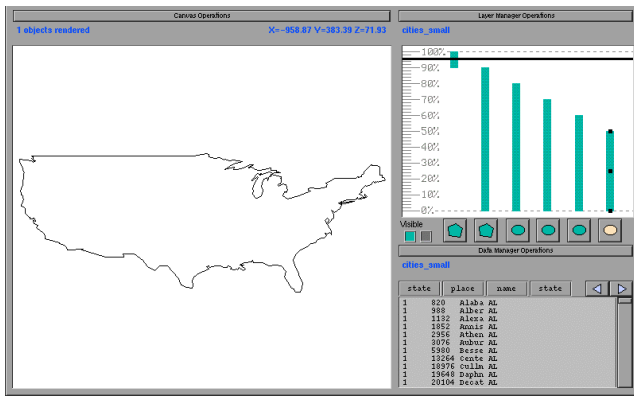 Canvas Operations
1 objects rendered X=-958.87 Y=383.39 Z=71.93
Layer Manager Operations
cities_small
100%
90%
80%
70%
60%
50%
40%
30%
20%
10%
0%
Visible
Data Manager Operations
cities_small
state place name state
1 820 Alaba AL
1 988 Alber AL
1 1132 Alexa AL
1 1852 Annis AL
1 2956 Athen AL
1 3076 Aubur AL
1 5980 Besse AL
1 13264 Cente AL
1 18976 Cullm AL
1 19648 Daphn AL
1 20104 Decat AL